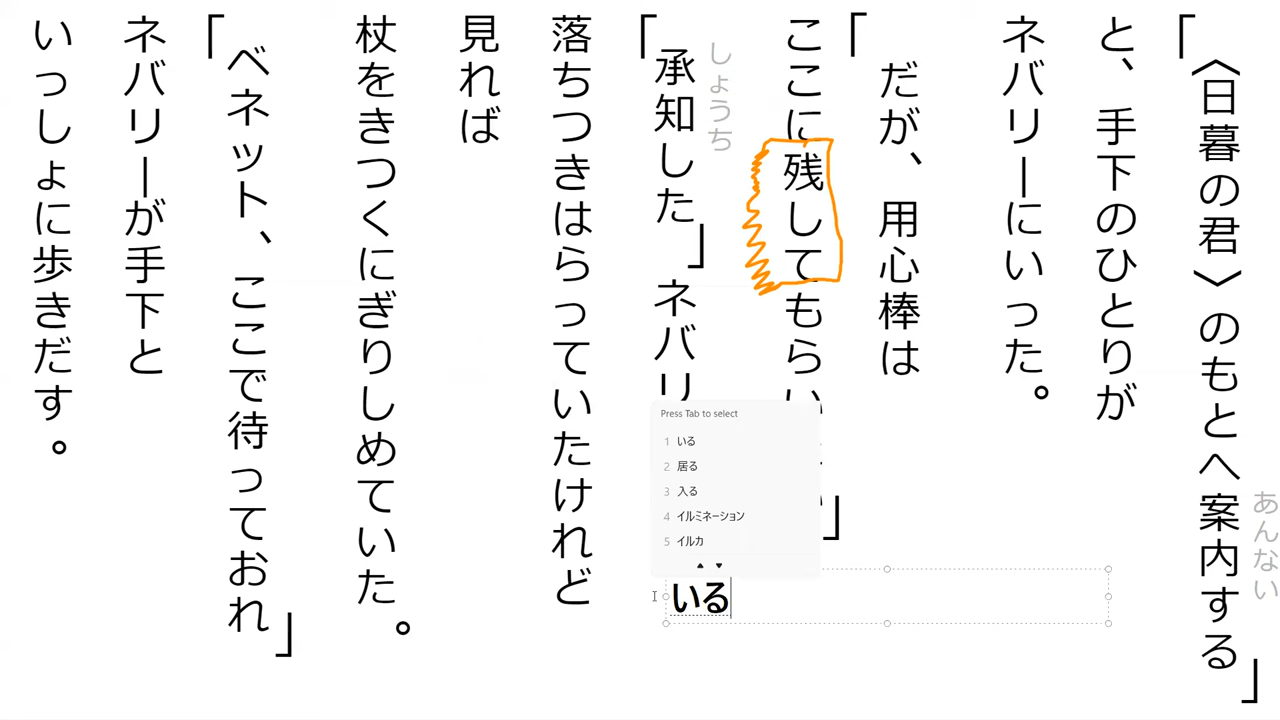 「〈日暮の君〉のもとへ案内する」
あんない
と、手下のひとりが
ネバリーにいった。
「だが、用心棒は
ここに残してもらい」
しょうち
「承知した」ネバリ
落ちつきはらっていたけれど
見れば
杖をきつくにぎりしめていた。
「ベネット、ここで待っておれ」
ネバリーが手下と
いっしょに歩きだす。
Press Tab to select
1 いる
2 居る
3 入る
4 イルミネーション
5 イルカ
いる